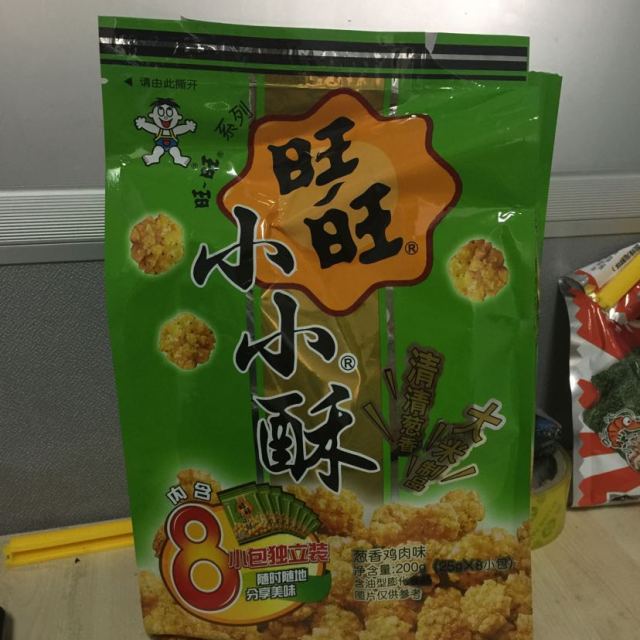 请由此撕开
旺-旺®系列
旺旺®
小小酥®
清清葱香
大米制品
内含
8
小包独立装
随时随地
分享美味
葱香鸡肉味
净含量:200g (25g×8小包)
含油型膨化食品
图片仅供参考